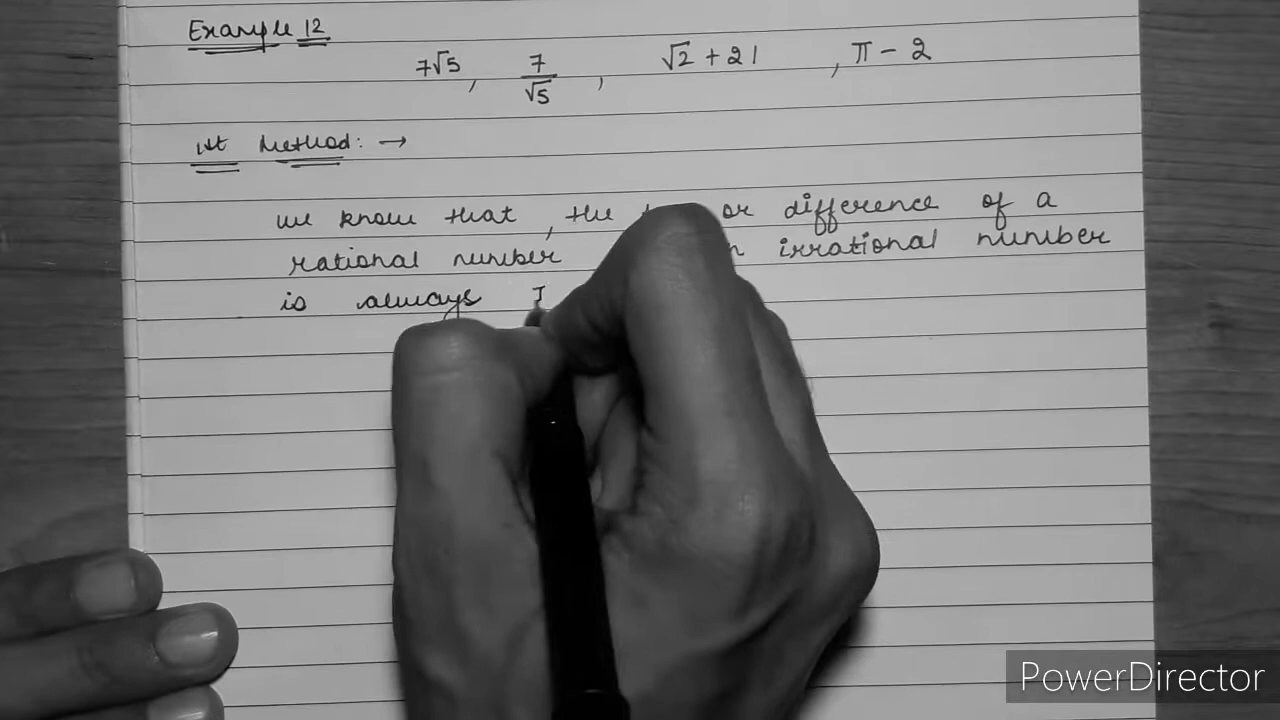 Example 12
7√5, 7/√5, √2 + 21, π - 2
1st Method: →
we know that, the or difference of a
rational number irrational number
is always I
PowerDirector